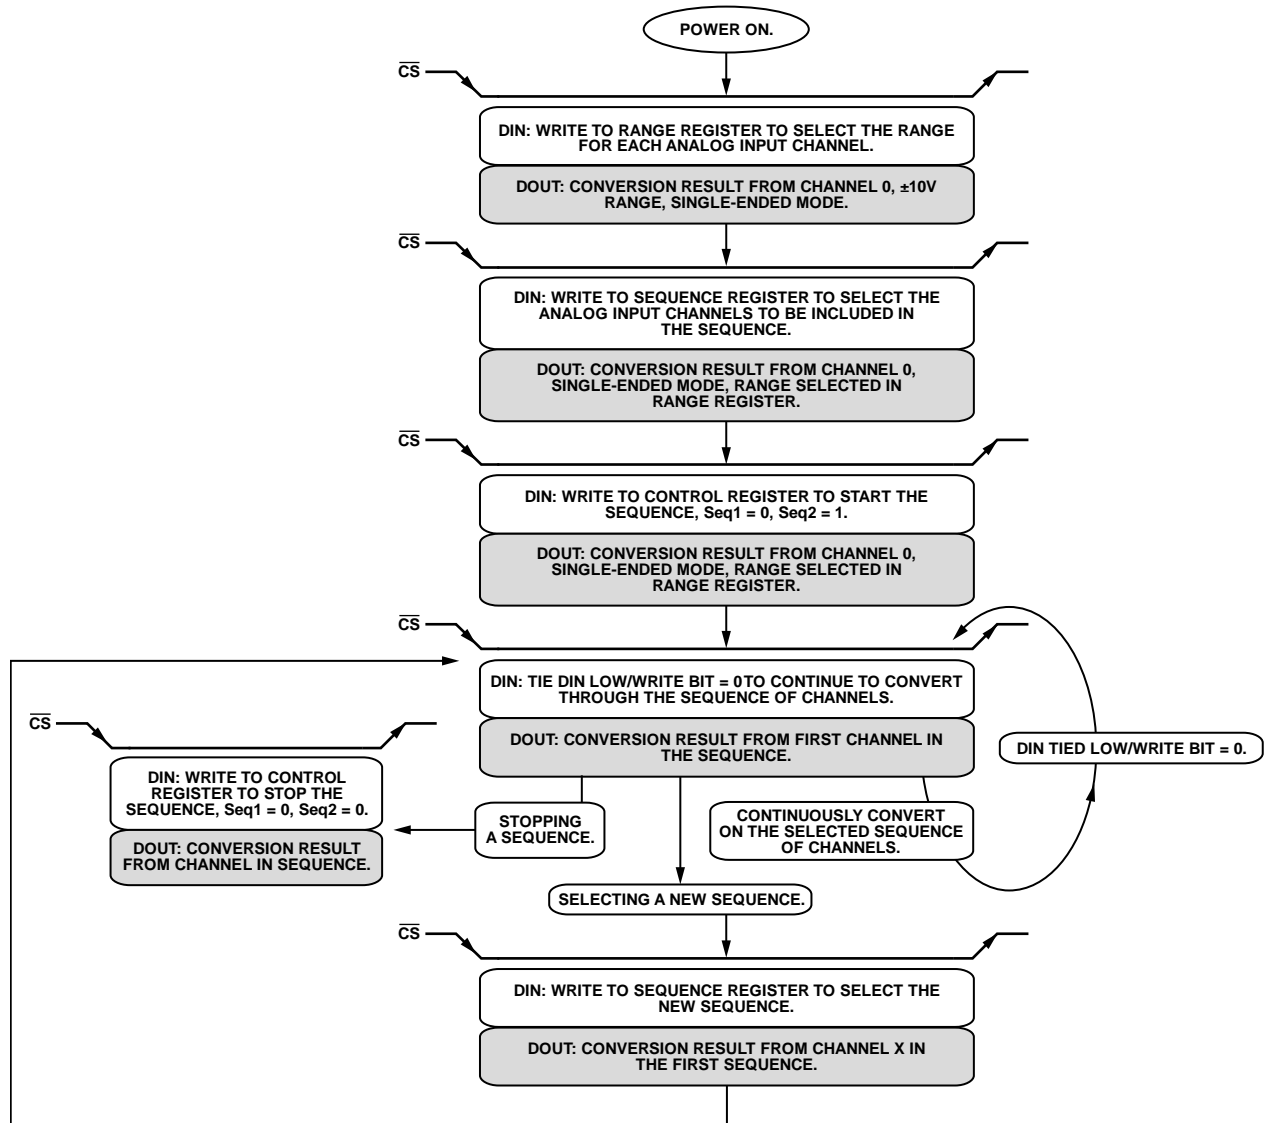 POWER ON.
CS
DIN: WRITE TO RANGE REGISTER TO SELECT THE RANGE
FOR EACH ANALOG INPUT CHANNEL.
DOUT: CONVERSION RESULT FROM CHANNEL 0, ±10V
RANGE, SINGLE-ENDED MODE.
CS
DIN: WRITE TO SEQUENCE REGISTER TO SELECT THE
ANALOG INPUT CHANNELS TO BE INCLUDED IN
THE SEQUENCE.
DOUT: CONVERSION RESULT FROM CHANNEL 0,
SINGLE-ENDED MODE, RANGE SELECTED IN
RANGE REGISTER.
CS
DIN: WRITE TO CONTROL REGISTER TO START THE
SEQUENCE, Seq1 = 0, Seq2 = 1.
DOUT: CONVERSION RESULT FROM CHANNEL 0,
SINGLE-ENDED MODE, RANGE SELECTED IN
RANGE REGISTER.
CS
DIN: TIE DIN LOW/WRITE BIT = 0 TO CONTINUE TO CONVERT
THROUGH THE SEQUENCE OF CHANNELS.
DOUT: CONVERSION RESULT FROM FIRST CHANNEL IN
THE SEQUENCE.
DIN TIED LOW/WRITE BIT = 0.
CS
DIN: WRITE TO CONTROL
REGISTER TO STOP THE
SEQUENCE, Seq1 = 0, Seq2 = 0.
DOUT: CONVERSION RESULT
FROM CHANNEL IN SEQUENCE.
STOPPING
A SEQUENCE.
CONTINUOUSLY CONVERT
ON THE SELECTED SEQUENCE
OF CHANNELS.
SELECTING A NEW SEQUENCE.
CS
DIN: WRITE TO SEQUENCE REGISTER TO SELECT THE
NEW SEQUENCE.
DOUT: CONVERSION RESULT FROM CHANNEL X IN
THE FIRST SEQUENCE.